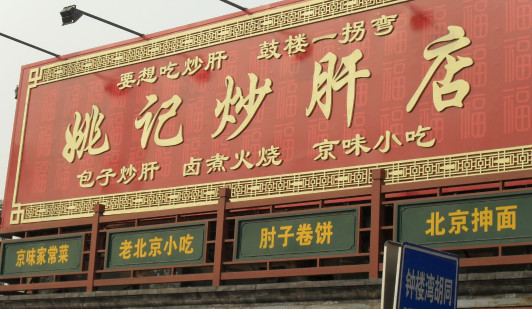 要想吃炒肝 鼓楼一拐弯
姚记炒肝店
包子炒肝 卤煮火烧 京味小吃
京味家常菜
老北京小吃
肘子卷饼
北京抻面
钟楼湾胡同